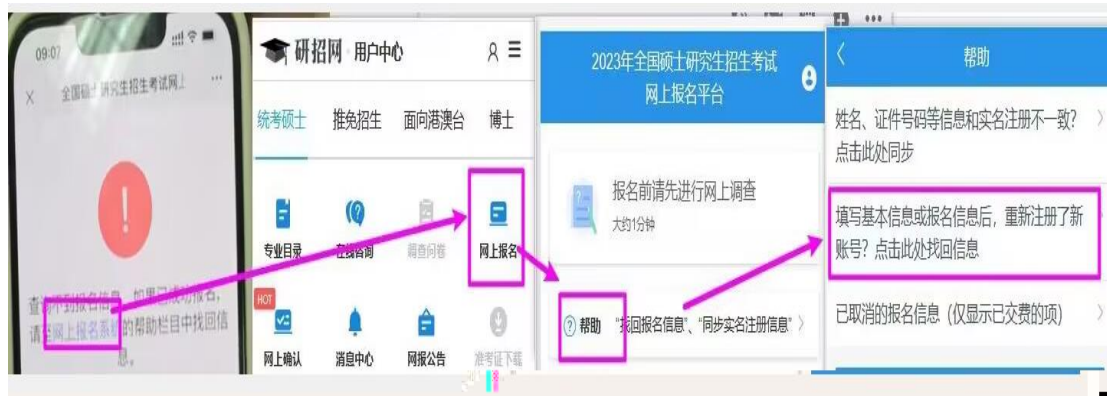 09:07
全国硕士研究生招生考试网上
查询不到报名信息，如果已成功报名，
请至网上报名系统的帮助栏目中找回信
息。
研招网 用户中心
统考硕士 推免招生 面向港澳台 博士
专业目录 在线咨询 调查问卷 网上报名
HOT
网上确认 消息中心 网报公告 准考证下载
2023年全国硕士研究生招生考试
网上报名平台
报名前请先进行网上调查
大约1分钟
帮助 “找回报名信息”、“同步实名注册信息”
帮助
姓名、证件号码等信息和实名注册不一致？
点击此处同步
填写基本信息或报名信息后，重新注册了新
账号？点击此处找回信息
已取消的报名信息（仅显示已交费的项）